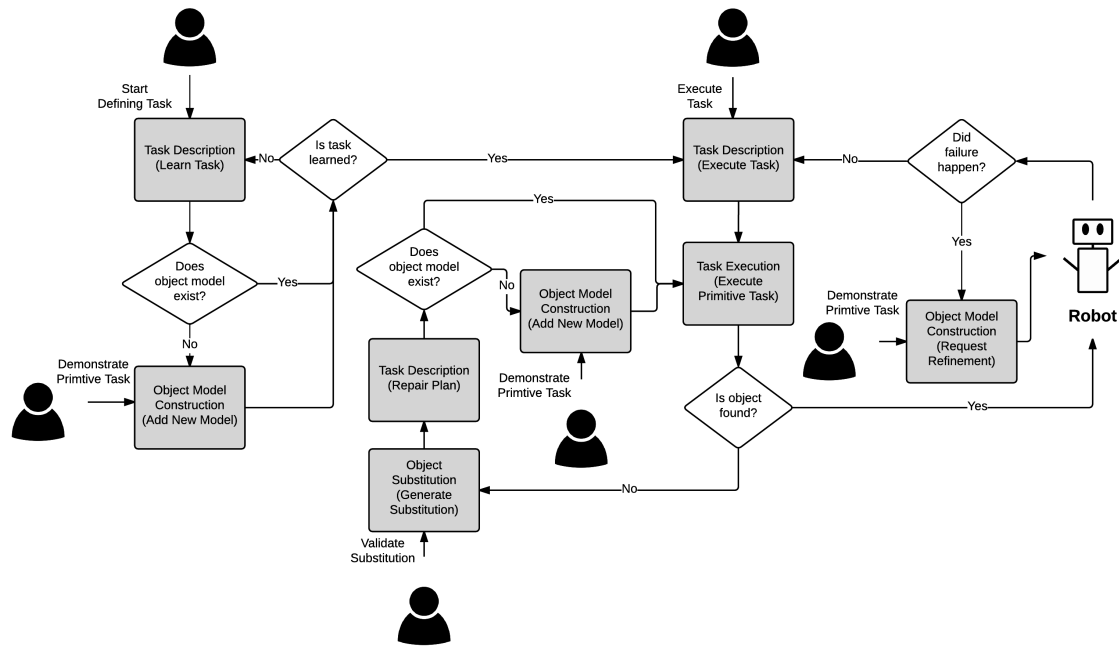 Start
Defining Task
Task Description
(Learn Task)
No
Is task
learned?
Yes
Execute
Task
Task Description
(Execute Task)
No
Did
failure
happen?
Yes
Does
object model
exist?
Yes
No
Demonstrate
Primtive Task
Object Model
Construction
(Add New Model)
Yes
Does
object model
exist?
No
Object Model
Construction
(Add New Model)
Demonstrate
Primtive Task
Task Description
(Repair Plan)
Object
Substitution
(Generate
Substitution)
Validate
Substitution
Task Execution
(Execute
Primitive Task)
Is object
found?
Yes
No
Demonstrate
Primtive Task
Object Model
Construction
(Request
Refinement)
Robot